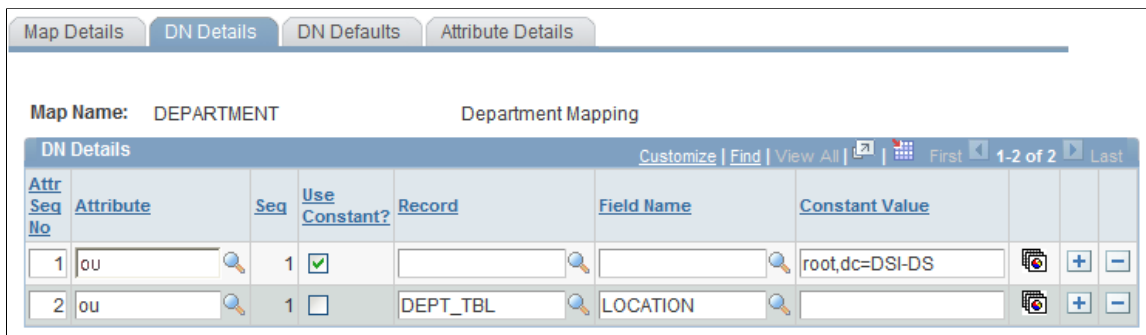 Map Details DN Details DN Defaults Attribute Details
Map Name: DEPARTMENT Department Mapping
DN Details Customize | Find | View All | | First 1-2 of 2 Last
Attr Seq No Attribute Seq Use Constant? Record Field Name Constant Value
1 ou 1 root,dc=DSI-DS
2 ou 1 DEPT_TBL LOCATION